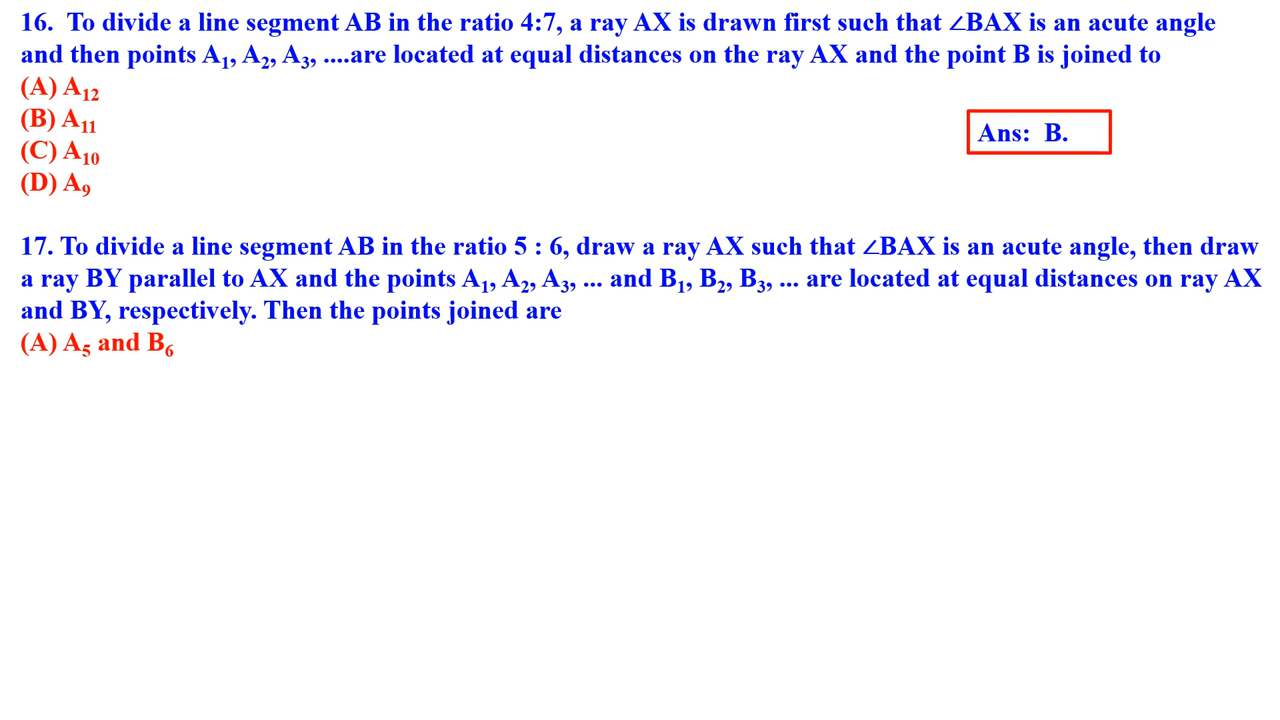 16. To divide a line segment AB in the ratio 4:7, a ray AX is drawn first such that ∠BAX is an acute angle
and then points A₁, A₂, A₃, ....are located at equal distances on the ray AX and the point B is joined to
(A) A₁₂
(B) A₁₁
(C) A₁₀
(D) A₉
Ans: B.
17. To divide a line segment AB in the ratio 5 : 6, draw a ray AX such that ∠BAX is an acute angle, then draw
a ray BY parallel to AX and the points A₁, A₂, A₃, ... and B₁, B₂, B₃, ... are located at equal distances on ray AX
and BY, respectively. Then the points joined are
(A) A₅ and B₆